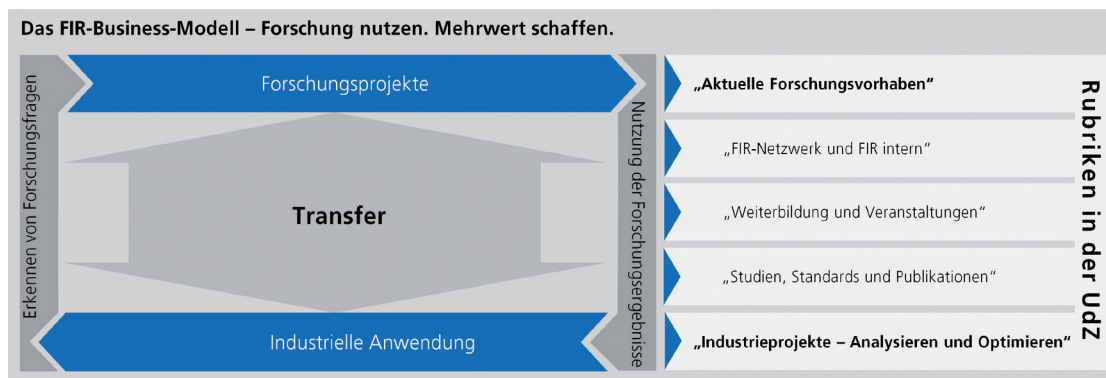 Das FIR-Business-Modell – Forschung nutzen. Mehrwert schaffen.
Erkennen von Forschungsfragen
Forschungsprojekte
Transfer
Industrielle Anwendung
Nutzung der Forschungsergebnisse
„Aktuelle Forschungsvorhaben“
„FIR-Netzwerk und FIR intern“
„Weiterbildung und Veranstaltungen“
„Studien, Standards und Publikationen“
„Industrieprojekte – Analysieren und Optimieren“
Rubriken in der UdZ